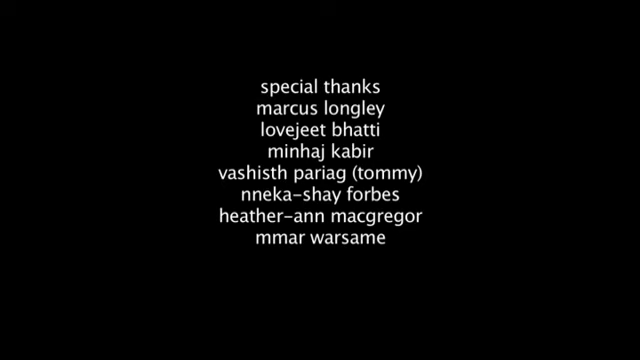 special thanks
marcus longley
lovejeet bhatti
minhaj kabir
vashisth pariag (tommy)
nneka-shay forbes
heather-ann macgregor
mmar warsame